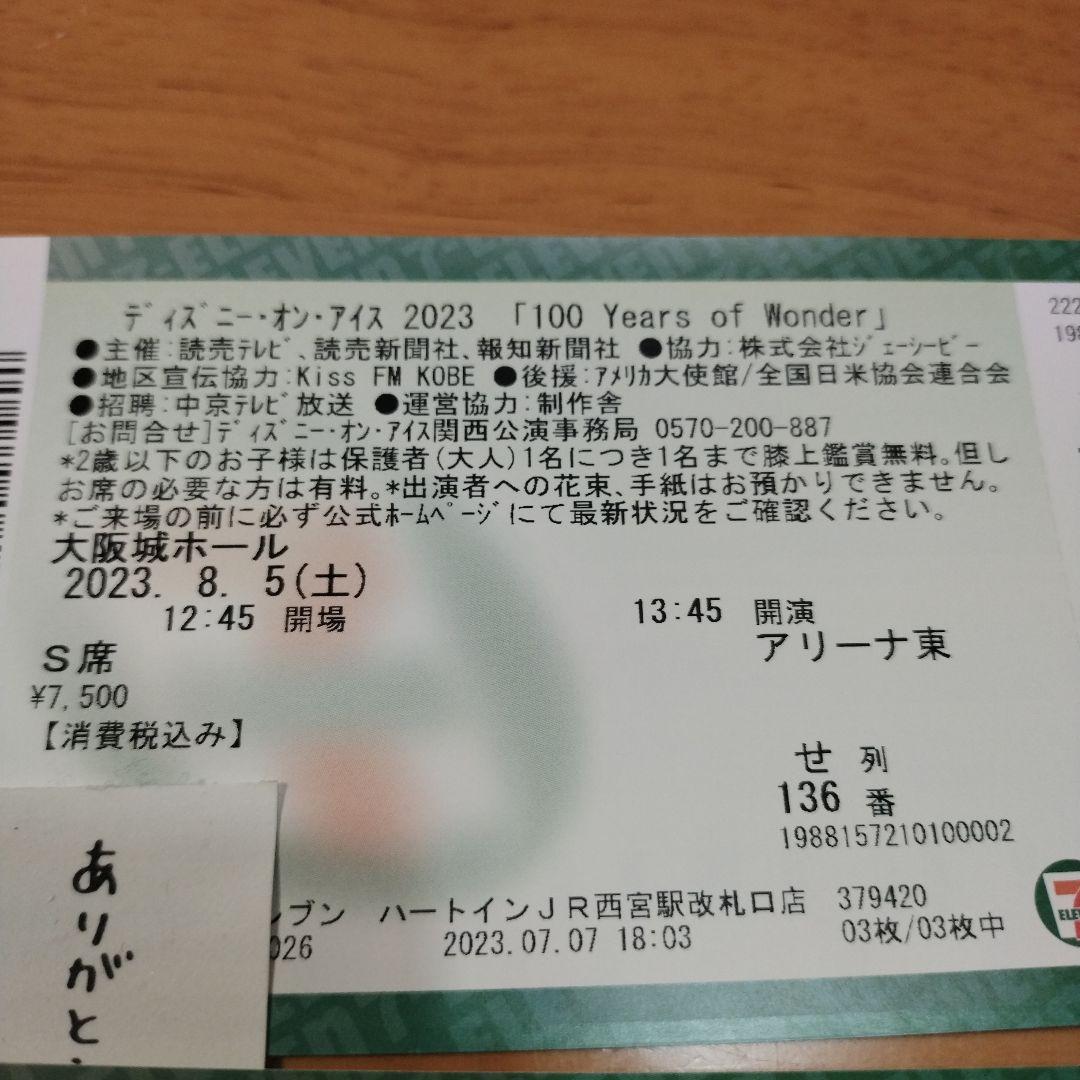 ディズニー・オン・アイス 2023 「100 Years of Wonder」
●主催:読売テレビ、読売新聞社、報知新聞社 ●協力:株式会社ジェーシービー
●地区宣伝協力:Kiss FM KOBE ●後援:アメリカ大使館/全国日米協会連合会
●招聘:中京テレビ放送 ●運営協力:制作舎
[お問合せ]ディズニー・オン・アイス関西公演事務局 0570-200-887
*2歳以下のお子様は保護者(大人)1名につき1名まで膝上鑑賞無料。但し
お席の必要な方は有料。*出演者への花束、手紙はお預かりできません。
*ご来場の前に必ず公式ホームページにて最新状況をご確認ください。
大阪城ホール
2023. 8. 5(土)
12:45 開場 13:45 開演
S席 アリーナ東
¥7,500
【消費税込み】
せ 列
136 番
1988157210100002
レブン ハートインJR西宮駅改札口店 379420
026 2023.07.07 18:03 03枚/03枚中
222
198
ありがと
7 ELEVEN